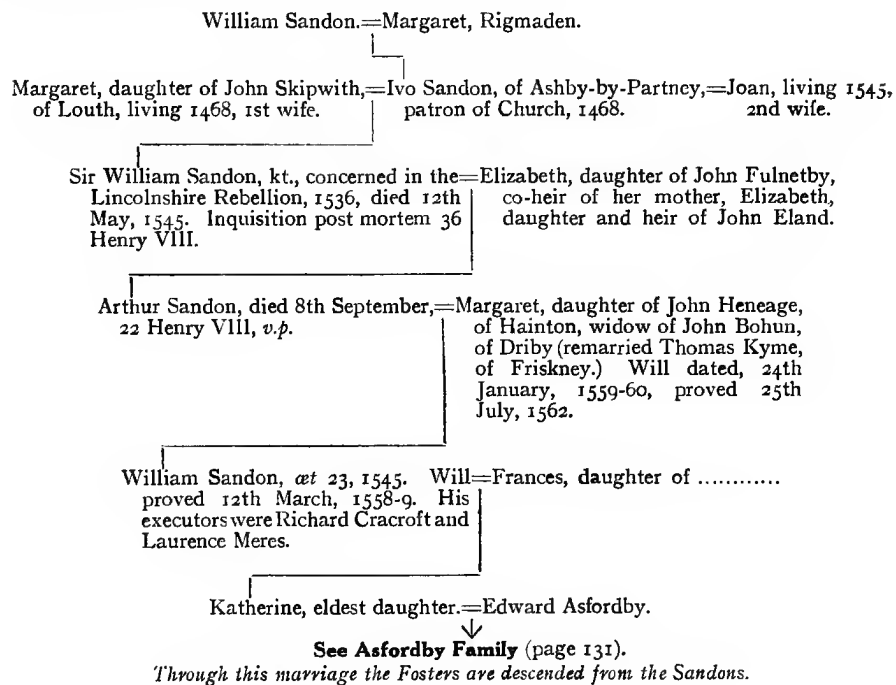 William Sandon.=Margaret, Rigmaden.
Margaret, daughter of John Skipwith,=Ivo Sandon, of Ashby-by-Partney,=Joan, living 1545,
of Louth, living 1468, 1st wife. patron of Church, 1468. 2nd wife.
Sir William Sandon, kt., concerned in the=Elizabeth, daughter of John Fulnetby,
Lincolnshire Rebellion, 1536, died 12th co-heir of her mother, Elizabeth,
May, 1545. Inquisition post mortem 36 daughter and heir of John Eland.
Henry VIII.
Arthur Sandon, died 8th September,=Margaret, daughter of John Heneage,
22 Henry VIII, v.p. of Hainton, widow of John Bohun,
of Driby (remarried Thomas Kyme,
of Friskney.) Will dated, 24th
January, 1559-60, proved 25th
July, 1562.
William Sandon, æt 23, 1545. Will=Frances, daughter of ............
proved 12th March, 1558-9. His
executors were Richard Cracroft and
Laurence Meres.
Katherine, eldest daughter.=Edward Asfordby.
See Asfordby Family (page 131).
Through this marriage the Fosters are descended from the Sandons.